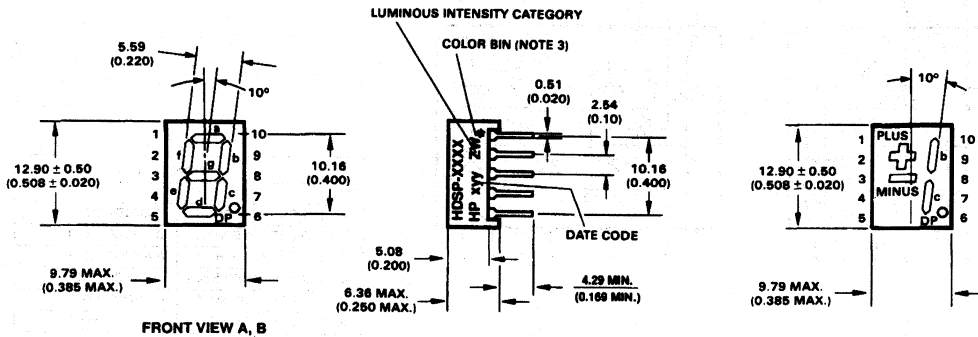 LUMINOUS INTENSITY CATEGORY
COLOR BIN (NOTE 3)
5.59
(0.220)
10°
1
2
3
4
5
10
9
8
7
6
a
f
g
b
e
d
c
DP
12.90 ± 0.50
(0.508 ± 0.020)
10.16
(0.400)
9.79 MAX.
(0.385 MAX.)
FRONT VIEW A, B
0.51
(0.020)
2.54
(0.10)
HDSP-XXXX
ZW
HP xyy
10.16
(0.400)
DATE CODE
5.08
(0.200)
6.36 MAX.
(0.250 MAX.)
4.29 MIN.
(0.169 MIN.)
10°
12.90 ± 0.50
(0.508 ± 0.020)
1
2
3
4
5
PLUS
MINUS
b
c
DP
10
9
8
7
6
9.79 MAX.
(0.385 MAX.)